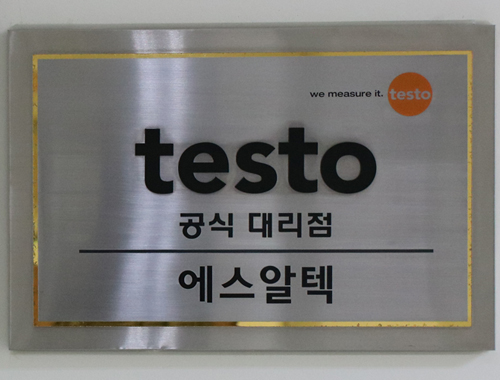 we measure it. testo
testo
공식 대리점
에스알텍